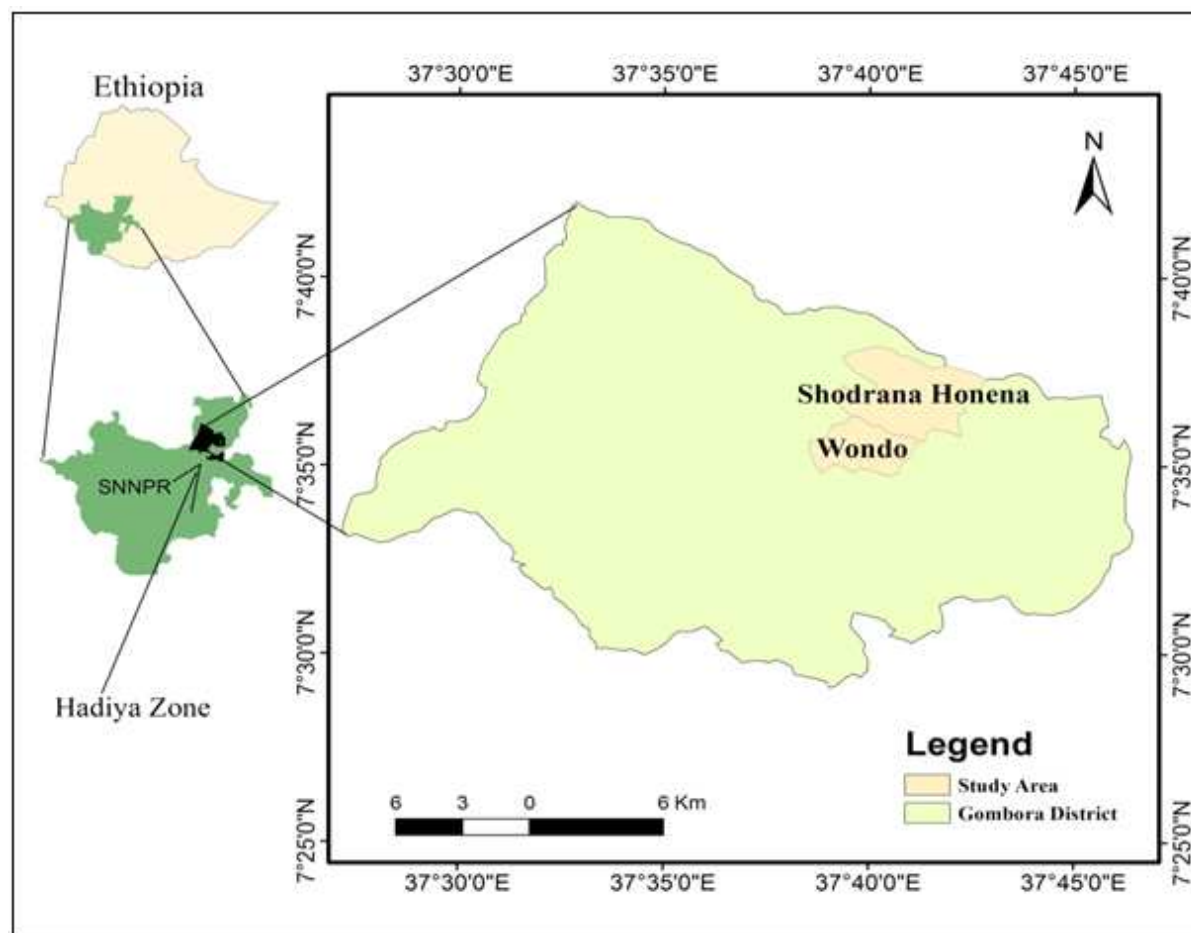 Ethiopia
SNNPR
Hadiya Zone
37°30'0"E 37°35'0"E 37°40'0"E 37°45'0"E
N
7°40'0"N
7°35'0"N
7°30'0"N
7°25'0"N
Shodrana Honena
Wondo
7°40'0"N
7°35'0"N
7°30'0"N
7°25'0"N
Legend
Study Area
Gombora District
6 3 0 6 Km
37°30'0"E 37°35'0"E 37°40'0"E 37°45'0"E